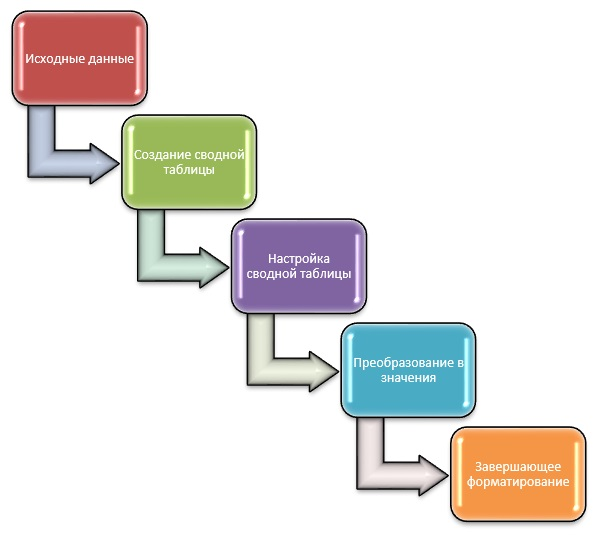 Исходные данные
Создание сводной
таблицы
Настройка
сводной таблицы
Преобразование в
значения
Завершающее
форматирование